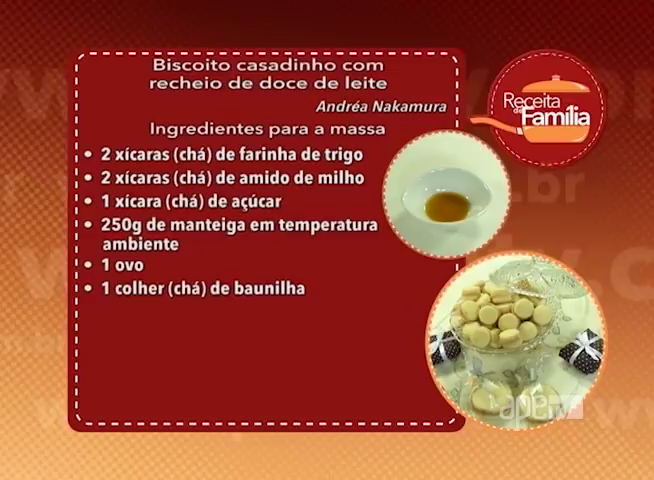 Biscoito casadinho com
recheio de doce de leite
Andréa Nakamura
Ingredientes para a massa
• 2 xícaras (chá) de farinha de trigo
• 2 xícaras (chá) de amido de milho
• 1 xícara (chá) de açúcar
• 250g de manteiga em temperatura
ambiente
• 1 ovo
• 1 colher (chá) de baunilha
Receita
de Família